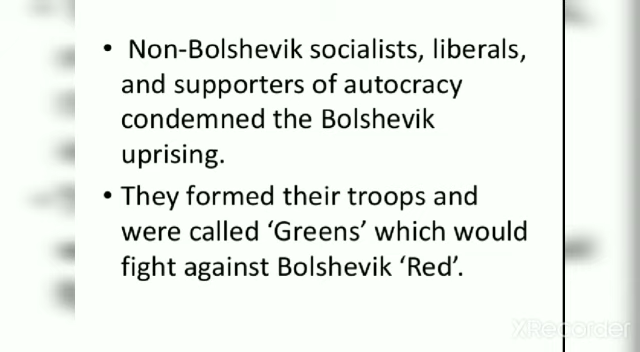 • Non-Bolshevik socialists, liberals,
and supporters of autocracy
condemned the Bolshevik
uprising.
• They formed their troops and
were called ‘Greens’ which would
fight against Bolshevik ‘Red’.
XRecorder